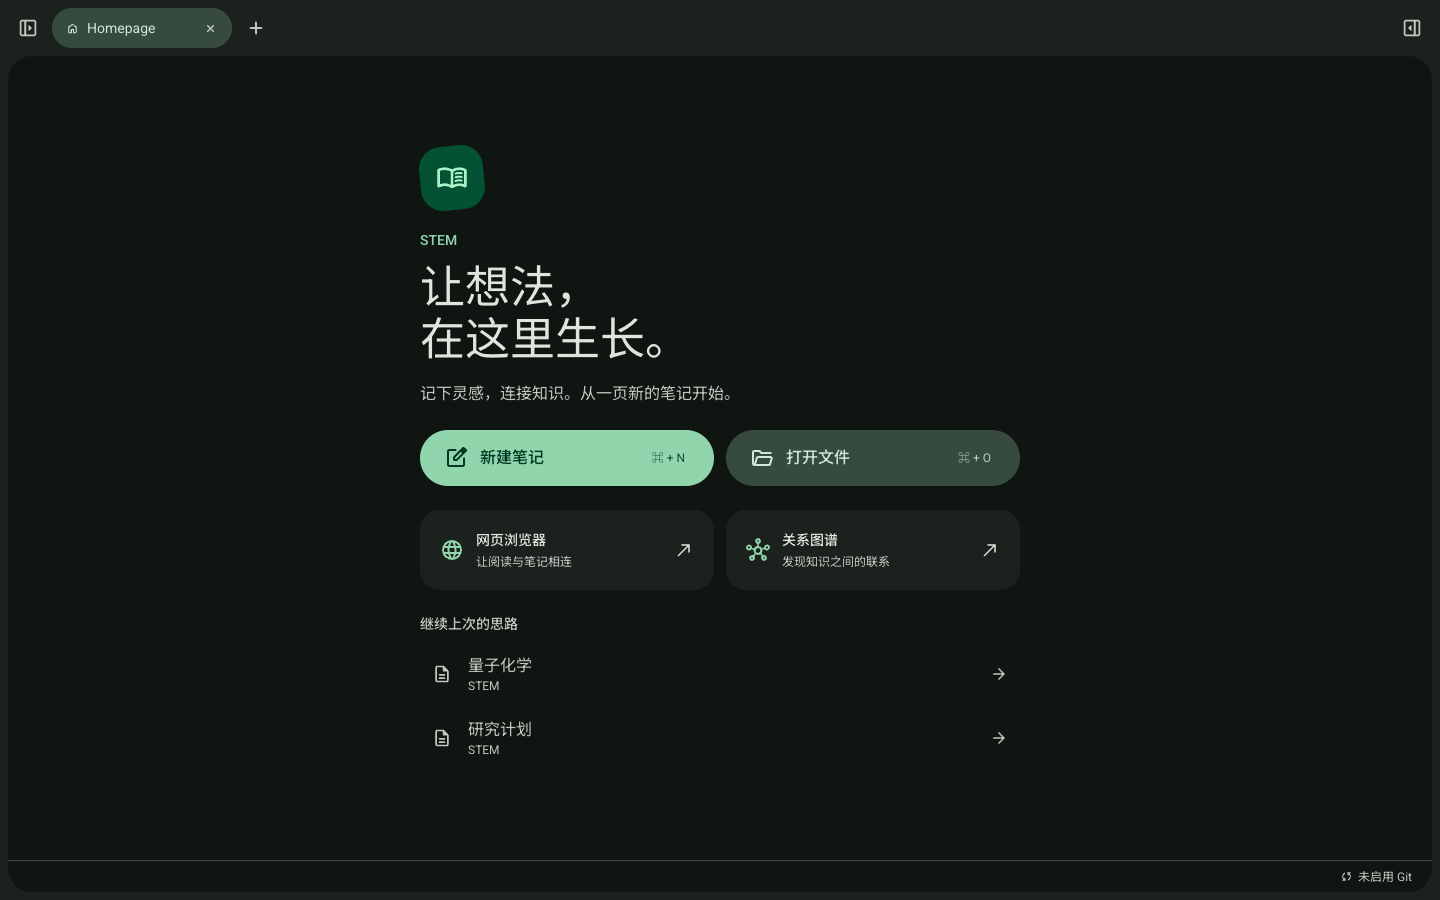 Homepage
STEM
让想法，
在这里生长。
记下灵感，连接知识。从一页新的笔记开始。
新建笔记 ⌘ + N
打开文件 ⌘ + O
网页浏览器
让阅读与笔记相连
关系图谱
发现知识之间的联系
继续上次的思路
量子化学
STEM
研究计划
STEM
未启用 Git